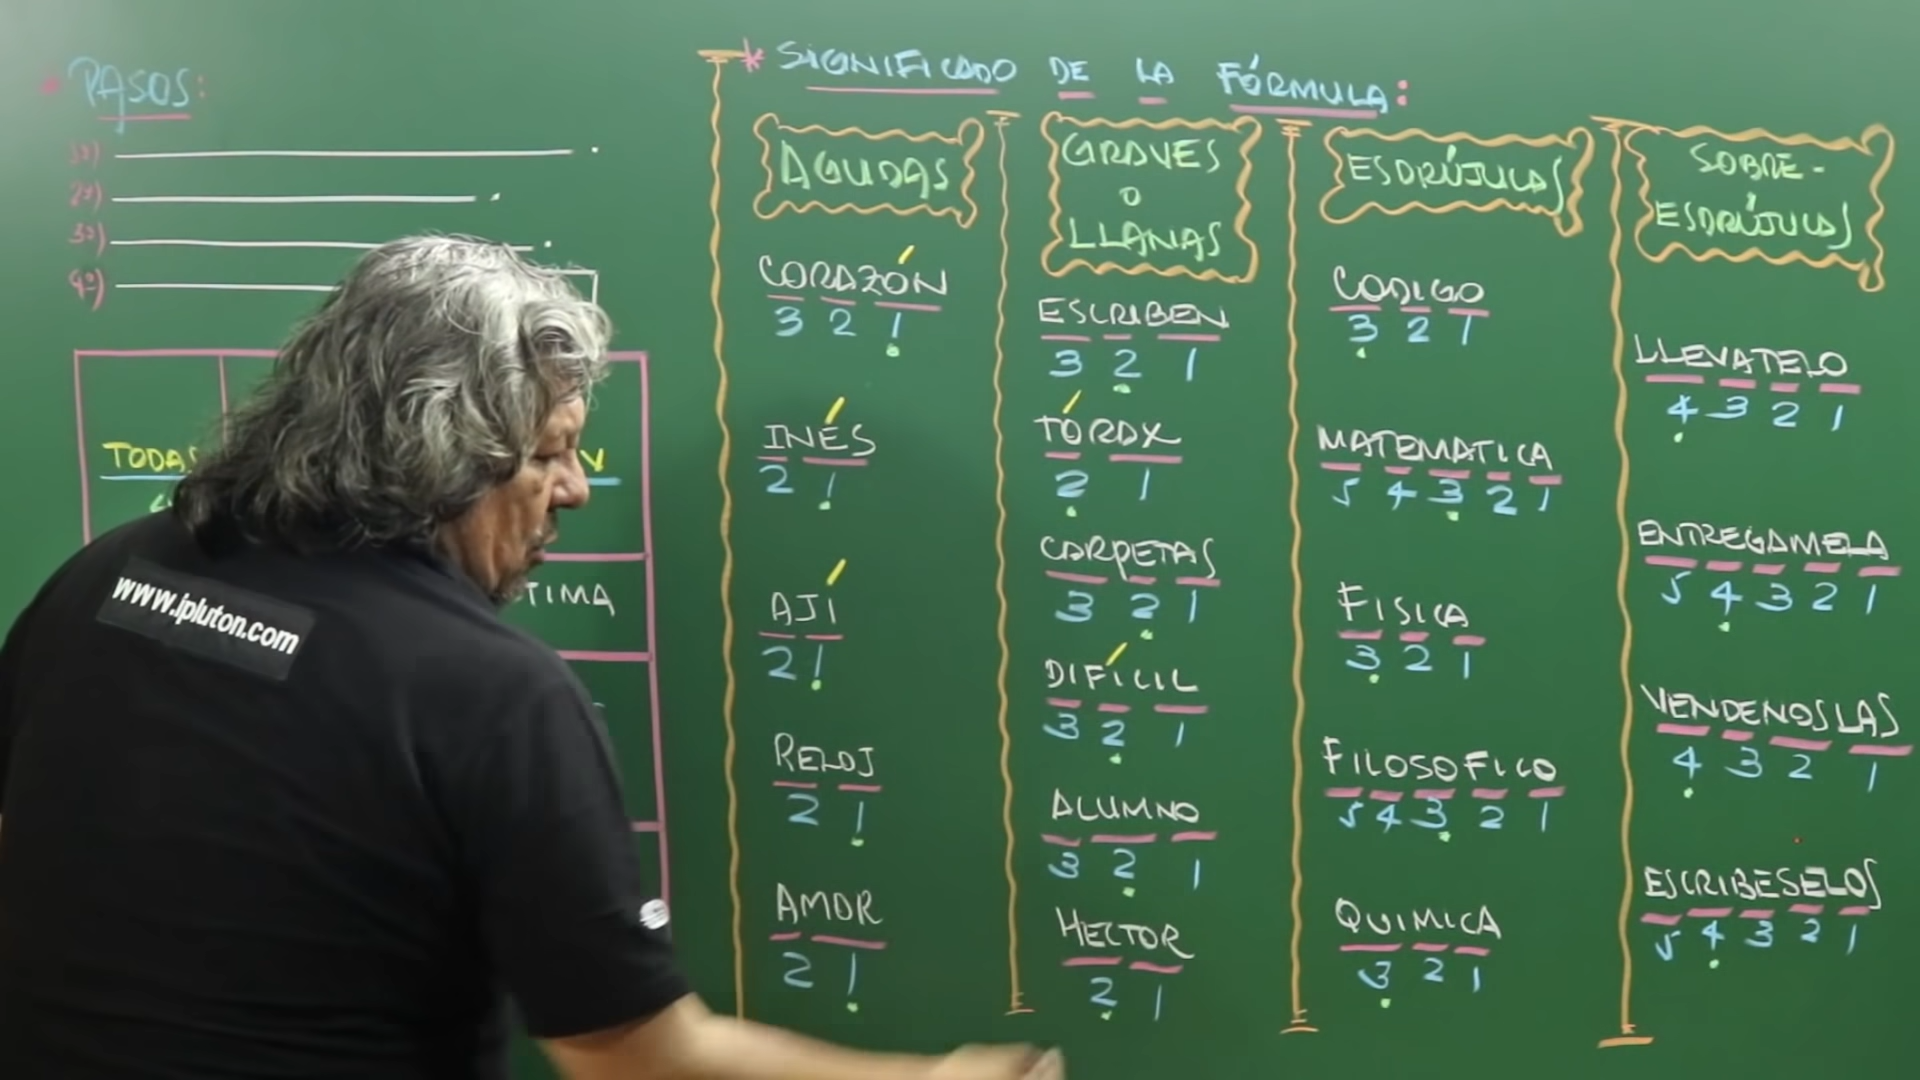 * PASOS:
1º)
2º)
3º)
4º)
TODAS
V
TIMA
www.ipluton.com
* SIGNIFICADO DE LA FÓRMULA:
AGUDAS
CORAZÓN
3 2 1
INÉS
2 1
AJÍ
2 1
RELOJ
2 1
AMOR
2 1
GRAVES
O
LLANAS
ESCRIBEN
3 2 1
TÓRAX
2 1
CARPETAS
3 2 1
DIFÍCIL
3 2 1
ALUMNO
3 2 1
HECTOR
2 1
ESDRÚJULAS
CODIGO
3 2 1
MATEMATICA
5 4 3 2 1
FISICA
3 2 1
FILOSOFICO
5 4 3 2 1
QUIMICA
3 2 1
SOBRE-
ESDRÚJULAS
LLEVATELO
4 3 2 1
ENTREGAMELA
5 4 3 2 1
VENDENOSLAS
4 3 2 1
ESCRIBESELOS
5 4 3 2 1